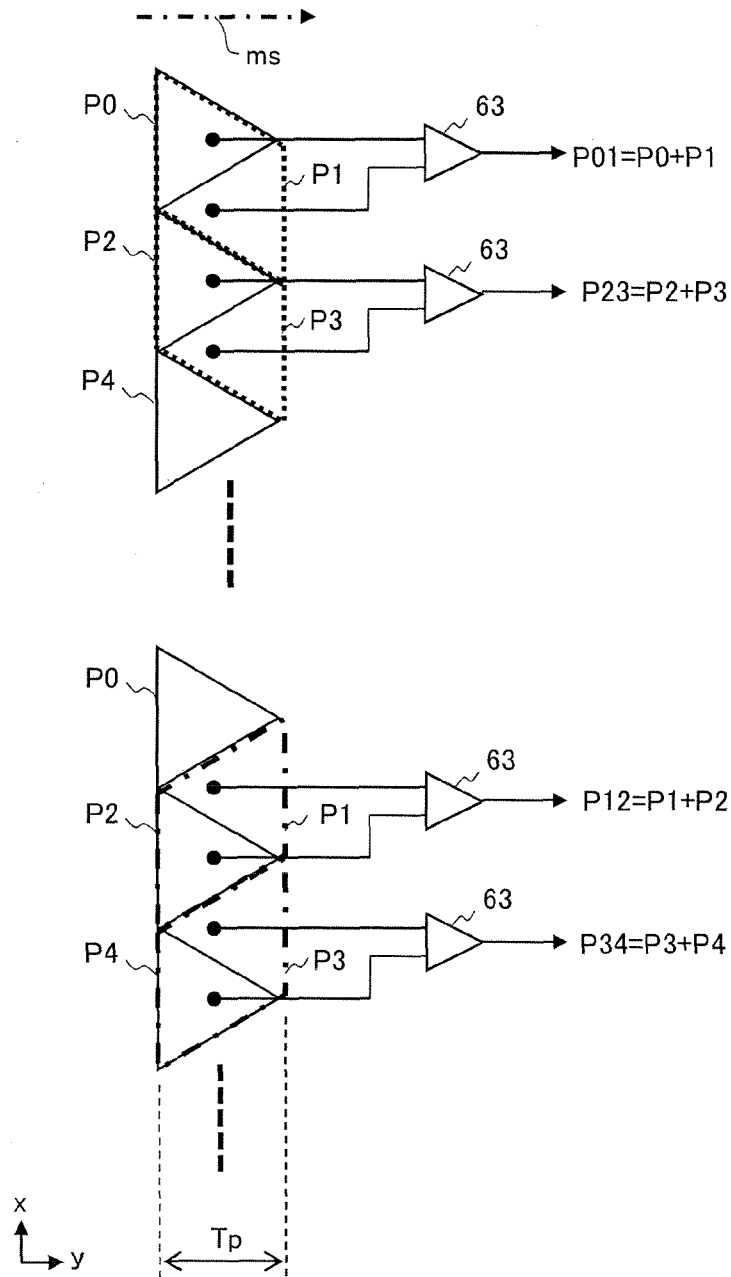 ms
P0
63
P01=P0+P1
P1
P2
63
P23=P2+P3
P3
P4
P0
63
P12=P1+P2
P1
P2
63
P34=P3+P4
P3
P4
x
y
Tp